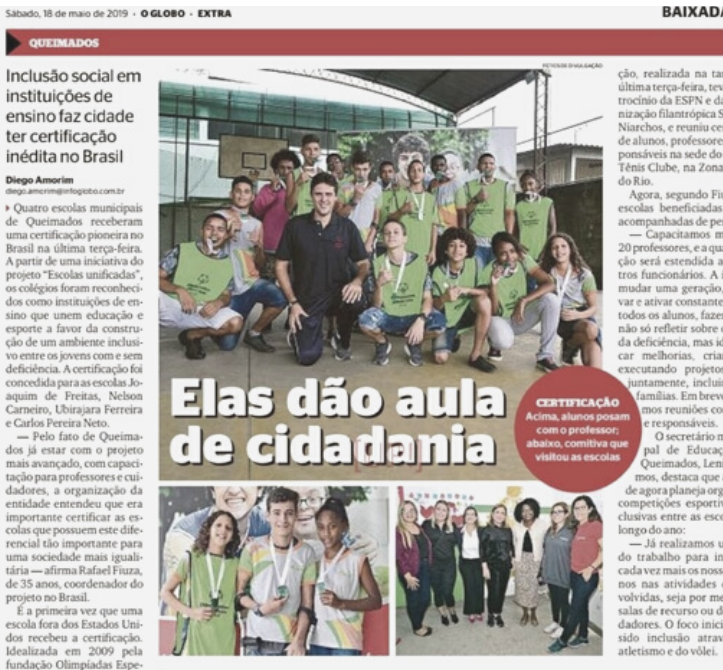 Sábado, 18 de maio de 2019 - O GLOBO - EXTRA
BAIXADA
QUEIMADOS
Inclusão social em
instituições de
ensino faz cidade
ter certificação
inédita no Brasil
Diego Amorim
diego.amorim@infoglobo.com.br
Quatro escolas municipais
de Queimados receberam
uma certificação pioneira no
Brasil na última terça-feira.
A partir de uma iniciativa do
projeto "Escolas unificadas",
os colégios foram reconheci-
dos como instituições de en-
sino que unem educação e
esporte a favor da constru-
ção de um ambiente inclusi-
vo entre os jovens com e sem
deficiência. A certificação foi
concedida para as escolas Jo-
aquim de Freitas, Nelson
Carneiro, Ubirajara Ferreira
e Carlos Pereira Neto.
— Pelo fato de Queima-
dos já estar com o projeto
mais avançado, com capaci-
tação para professores e cui-
dadores, a organização da
entidade entendeu que era
importante certificar as es-
colas que possuem este dife-
rencial tão importante para
uma sociedade mais iguali-
tária — afirma Rafael Fiuza,
de 35 anos, coordenador do
projeto no Brasil.
É a primeira vez que uma
escola fora dos Estados Uni-
dos recebeu a certificação.
Idealizada em 2009 pela
fundação Olimpíadas Espe-
FOTOS DE DIVULGAÇÃO
Elas dão aula
de cidadania
CERTIFICAÇÃO
Acima, alunos posam
com o professor;
abaixo, comitiva que
visitou as escolas
ção, realizada na tar
última terça-feira, tev
trocínio da ESPN e da
nização filantrópica S
Niarchos, e reuniu ce
de alunos, professore
ponsáveis na sede do
Tênis Clube, na Zona
do Rio.
Agora, segundo Fiu
escolas beneficiadas
acompanhadas de pe
— Capacitamos m
20 professores, e a qu
ção será estendida a
tros funcionários. A i
mudar uma geração,
var e ativar constante
todos os alunos, fazer
não só refletir sobre
da deficiência, mas id
car melhorias, cria
executando projetos
juntamente, inclui
famílias. Em brev
mos reuniões co
e responsáveis.
O secretário m
pal de Educaç
Queimados, Len
mos, destaca que
de agora planeja org
competições esportiv
clusivas entre as esco
longo do ano:
— Já realizamos u
do trabalho para in
cada vez mais os noss
nos nas atividades
volvidas, seja por me
salas de recurso ou d
dadores. O foco inici
sido inclusão atra
atletismo e do vôlei.